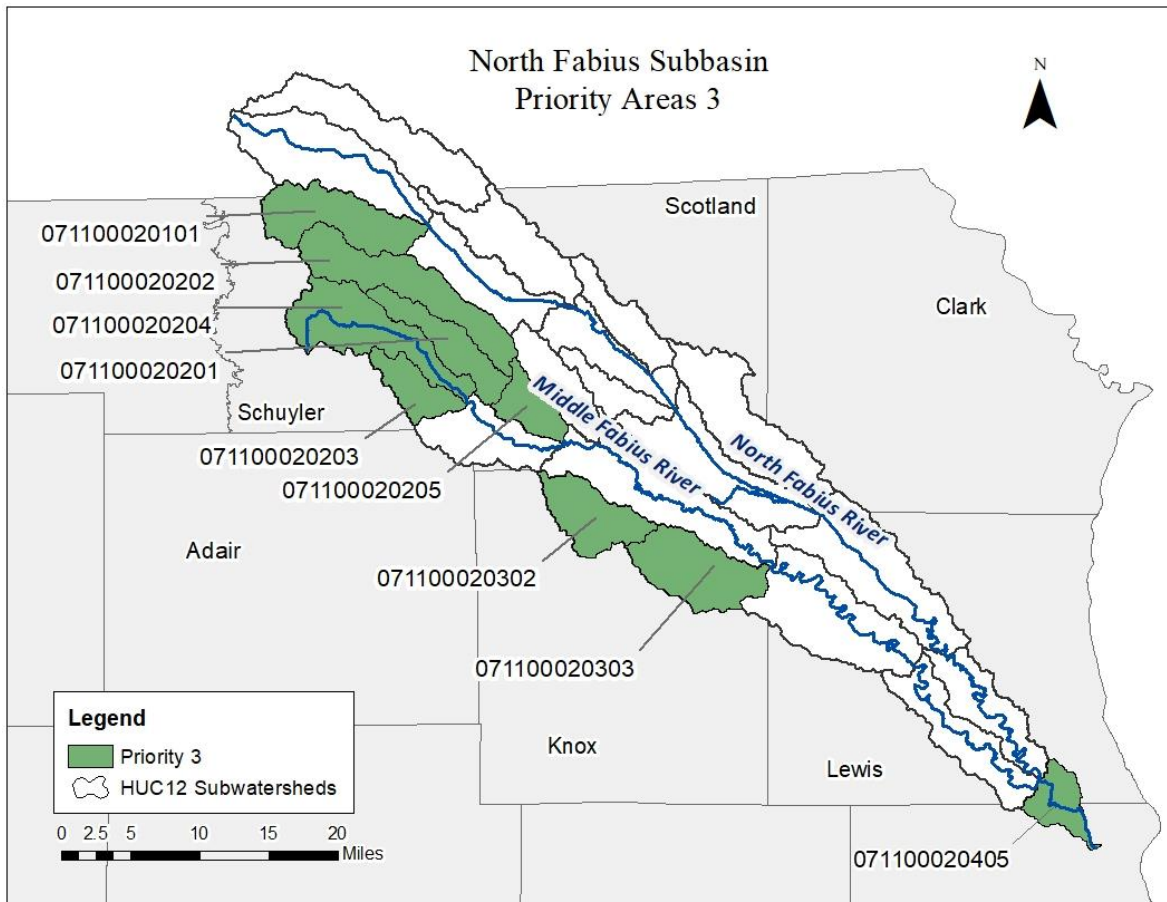 North Fabius Subbasin
Priority Areas 3
N
Scotland
071100020101
071100020202
Clark
071100020204
071100020201
Schuyler
Middle Fabius River
North Fabius River
071100020203
071100020205
Adair
071100020302
071100020303
Legend
Priority 3
HUC12 Subwatersheds
Knox
Lewis
0 2.5 5 10 15 20
Miles
071100020405